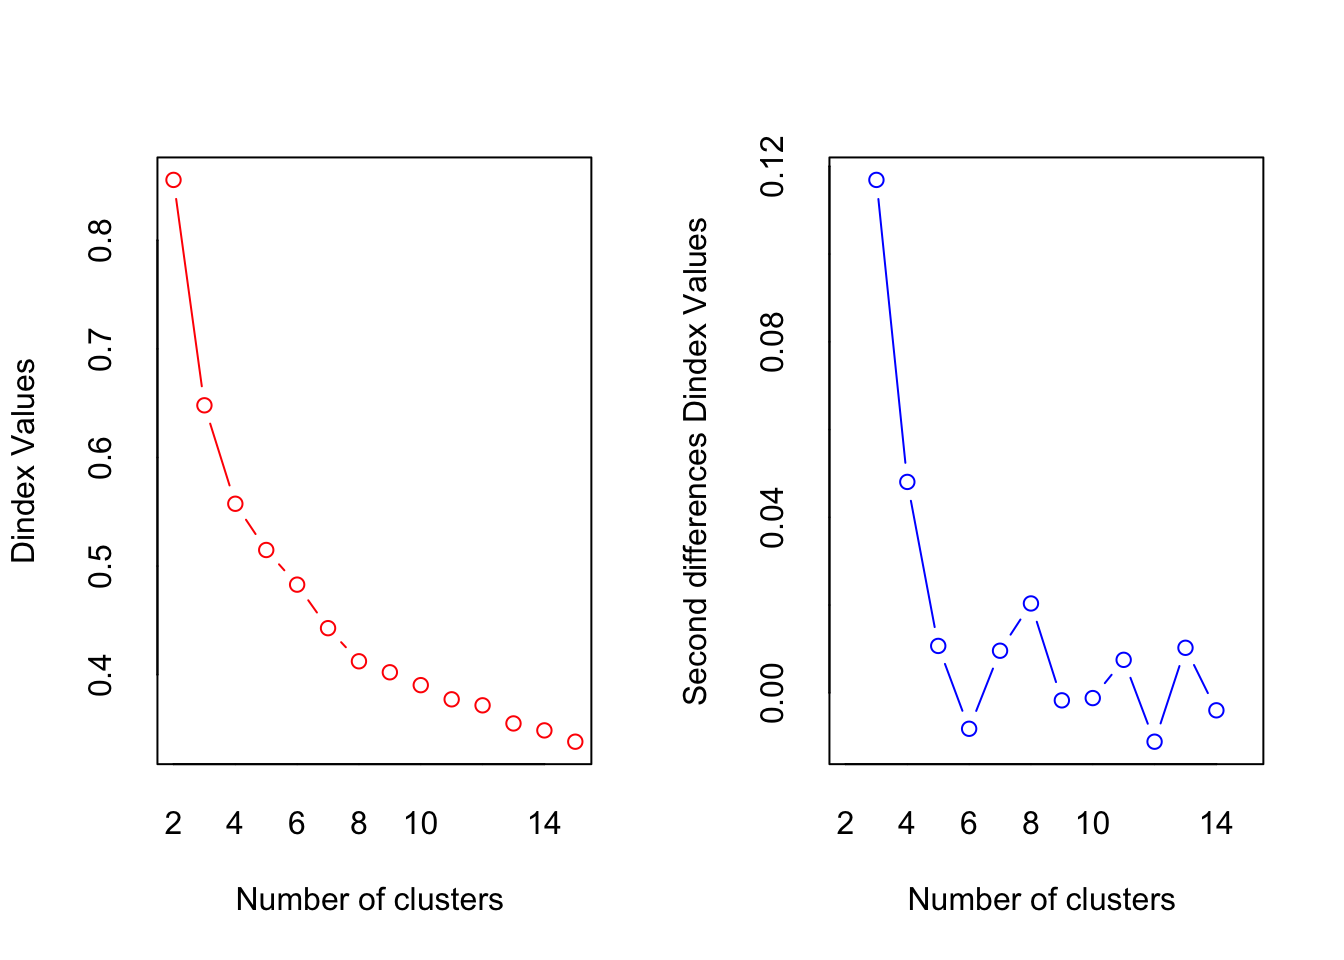 Dindex Values
0.8
0.7
0.6
0.5
0.4
2 4 6 8 10 14
Number of clusters
Second differences Dindex Values
0.12
0.08
0.04
0.00
2 4 6 8 10 14
Number of clusters